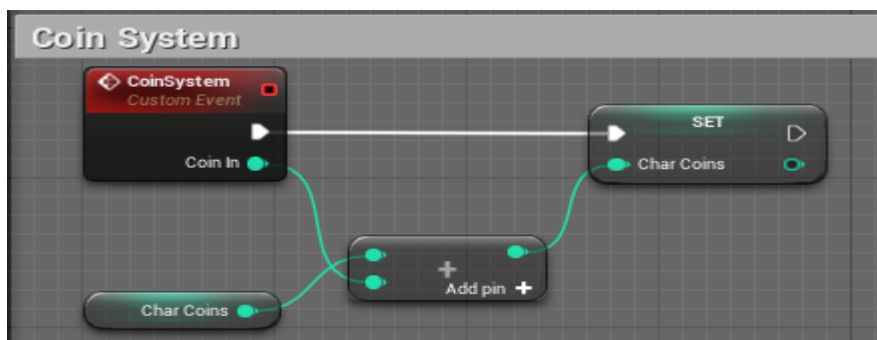 Coin System
CoinSystem
Custom Event
Coin In
SET
Char Coins
Add pin
Char Coins